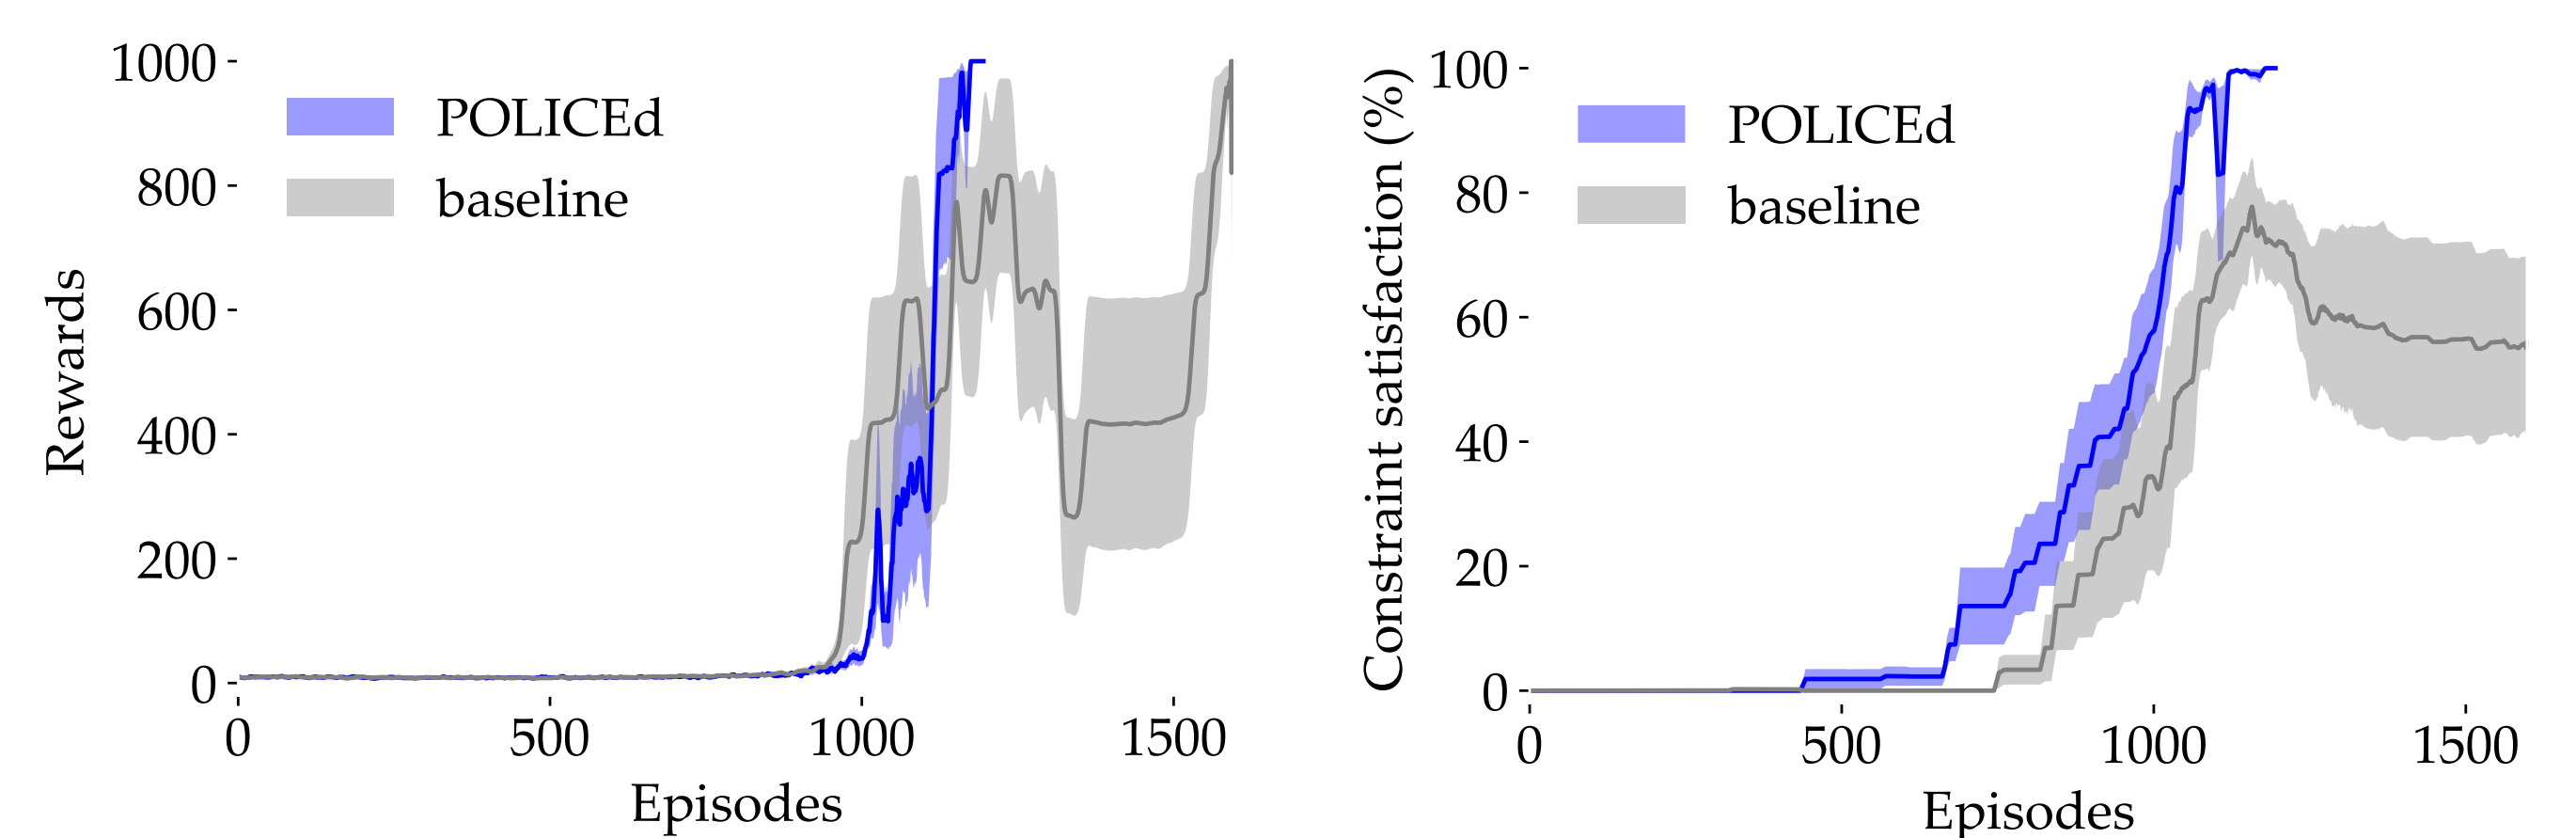 1000
800
600
400
200
0
Rewards
POLICEd
baseline
0 500 1000 1500
Episodes
100
80
60
40
20
0
Constraint satisfaction (%)
POLICEd
baseline
0 500 1000 1500
Episodes